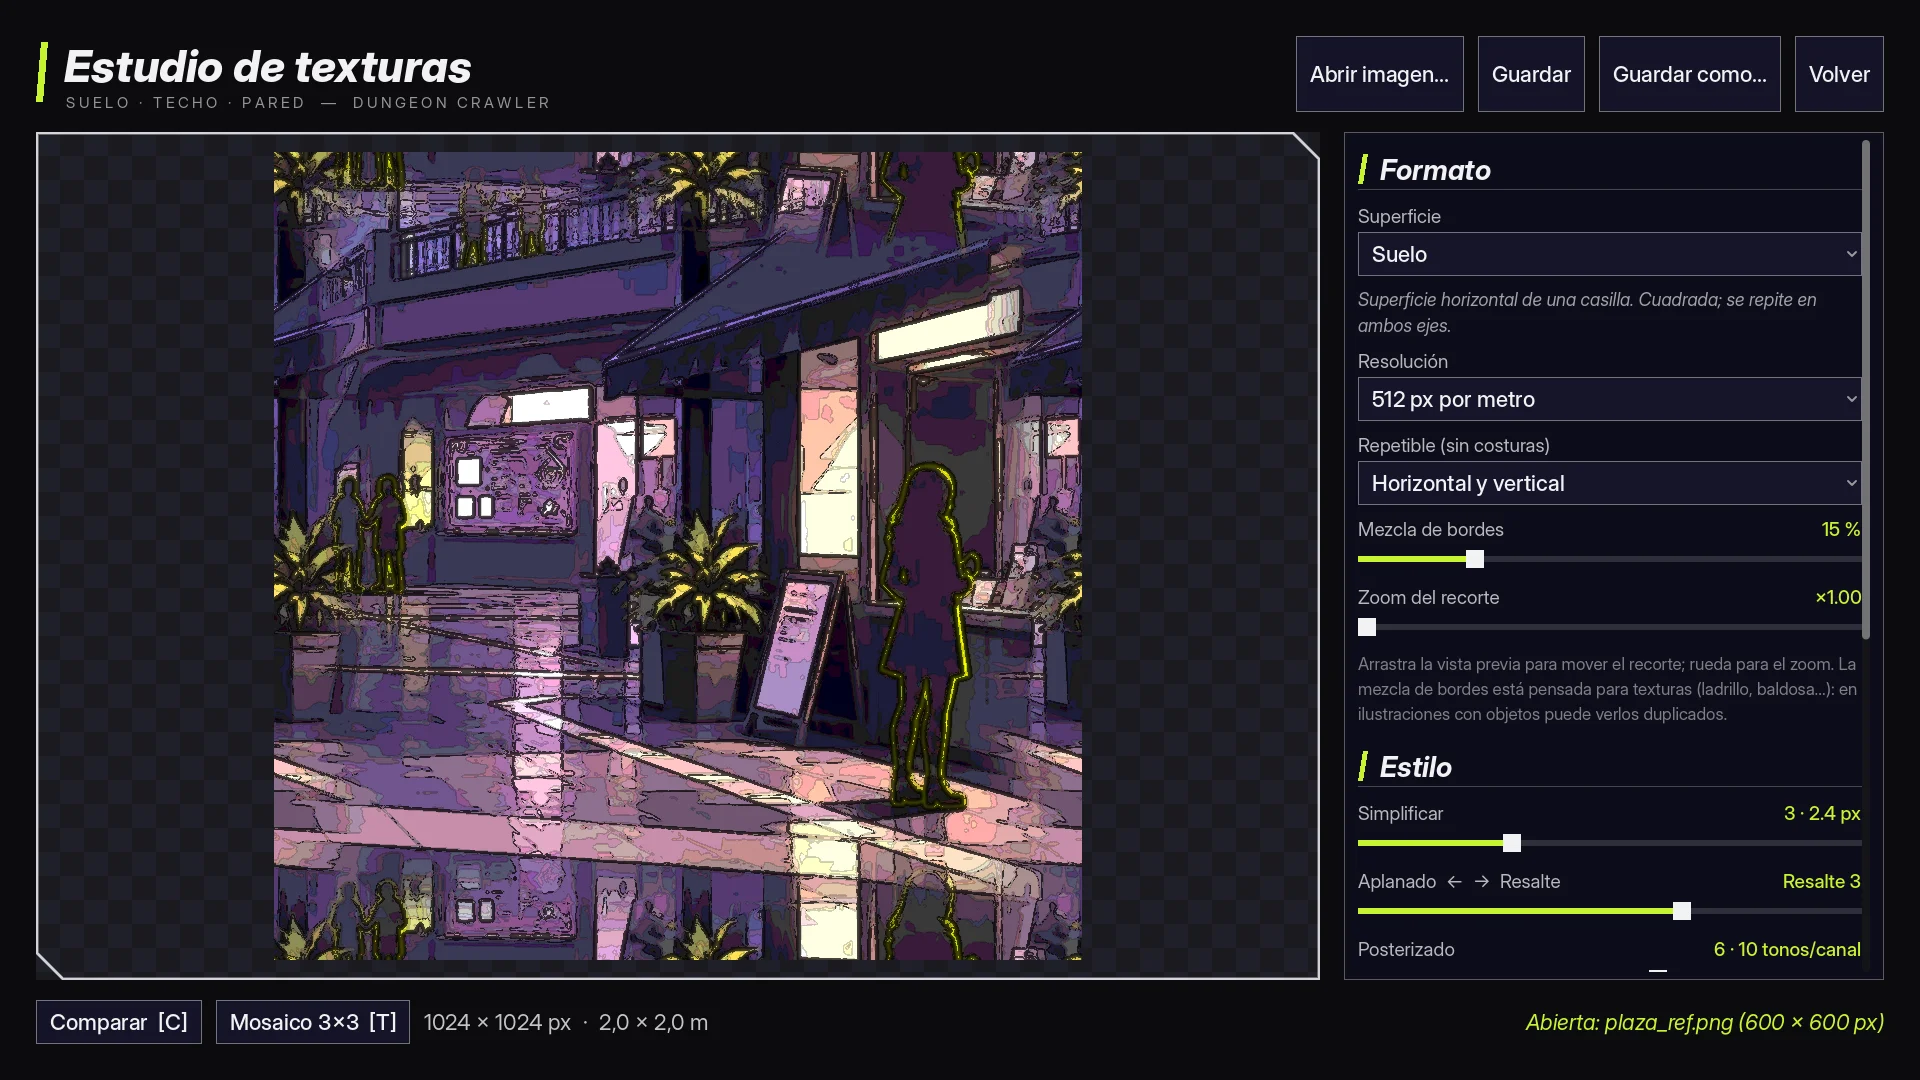 Estudio de texturas
SUELO · TECHO · PARED — DUNGEON CRAWLER
Abrir imagen...
Guardar
Guardar como...
Volver
Formato
Superficie
Suelo
Superficie horizontal de una casilla. Cuadrada; se repite en
ambos ejes.
Resolución
512 px por metro
Repetible (sin costuras)
Horizontal y vertical
Mezcla de bordes 15 %
Zoom del recorte ×1.00
Arrastra la vista previa para mover el recorte; rueda para el zoom. La
mezcla de bordes está pensada para texturas (ladrillo, baldosa...): en
ilustraciones con objetos puede verlos duplicados.
Estilo
Simplificar 3 · 2.4 px
Aplanado ← → Resalte Resalte 3
Posterizado 6 · 10 tonos/canal
Comparar [C]
Mosaico 3×3 [T]
1024 × 1024 px · 2,0 × 2,0 m
Abierta: plaza_ref.png (600 × 600 px)